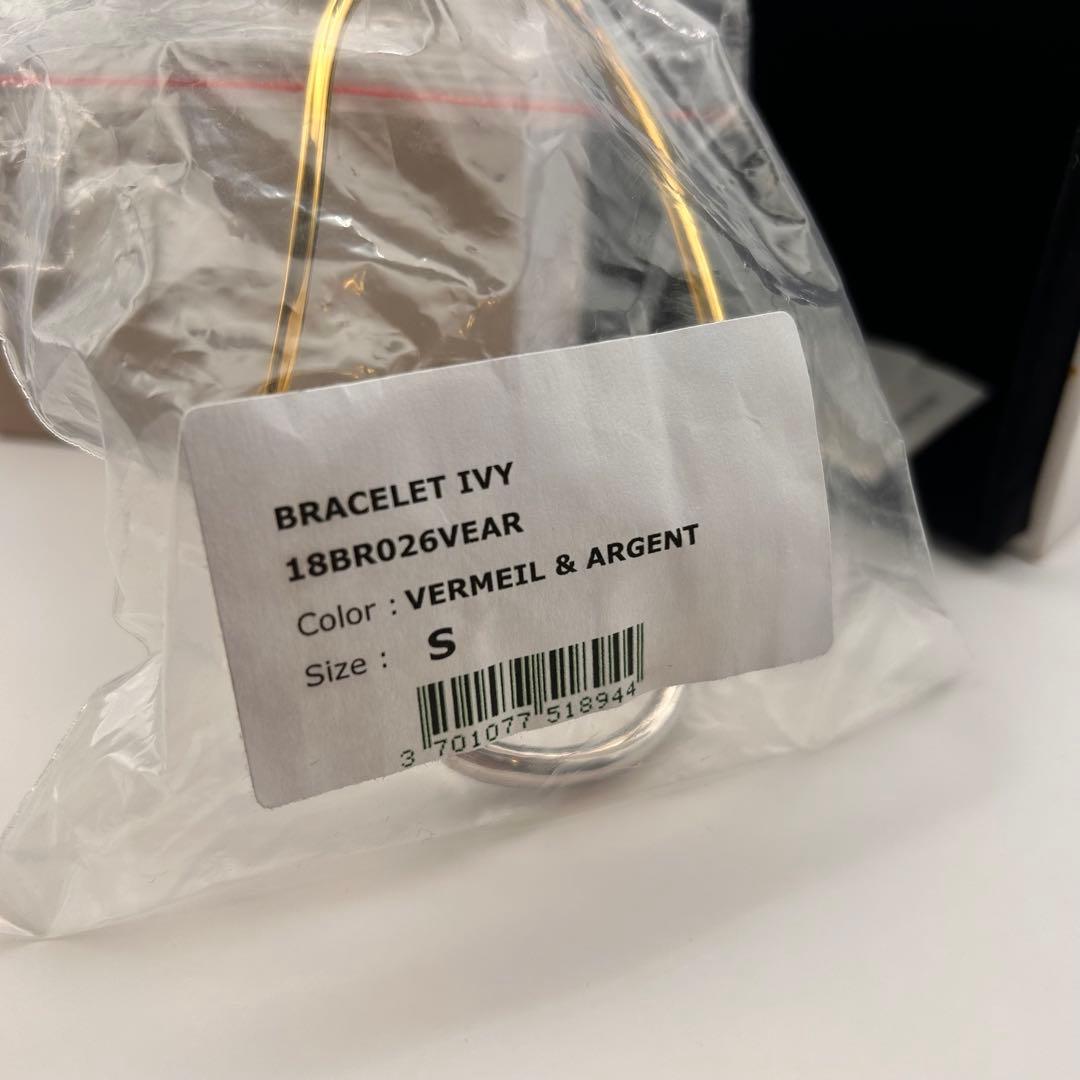 BRACELET IVY
18BR026VEAR
Color : VERMEIL & ARGENT
Size : S
3 701077 518944